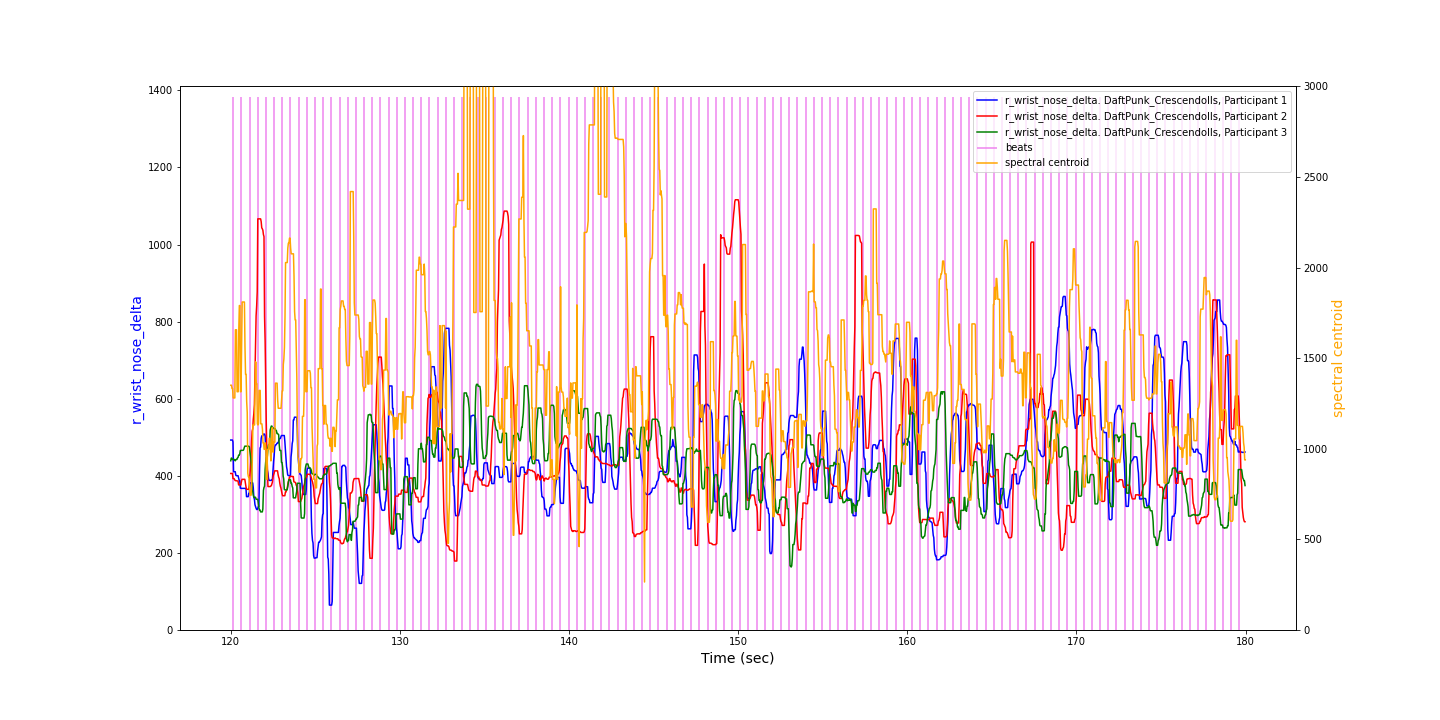 1400
1200
1000
800
600
400
200
0
r_wrist_nose_delta
r_wrist_nose_delta. DaftPunk_Crescendolls, Participant 1
r_wrist_nose_delta. DaftPunk_Crescendolls, Participant 2
r_wrist_nose_delta. DaftPunk_Crescendolls, Participant 3
beats
spectral centroid
3000
2500
2000
1500
1000
500
0
spectral centroid
120
130
140
150
160
170
180
Time (sec)